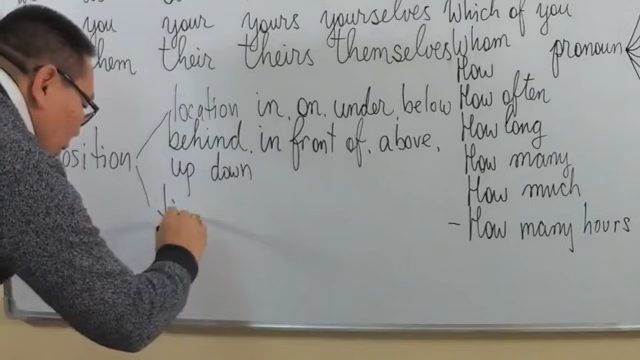 you your yours yourselves Which of you
them their theirs themselves Whom pronoun
How
location in. on. under. below How often
behind. in front of. above. How long
osition up down How many
How much
- How many hours